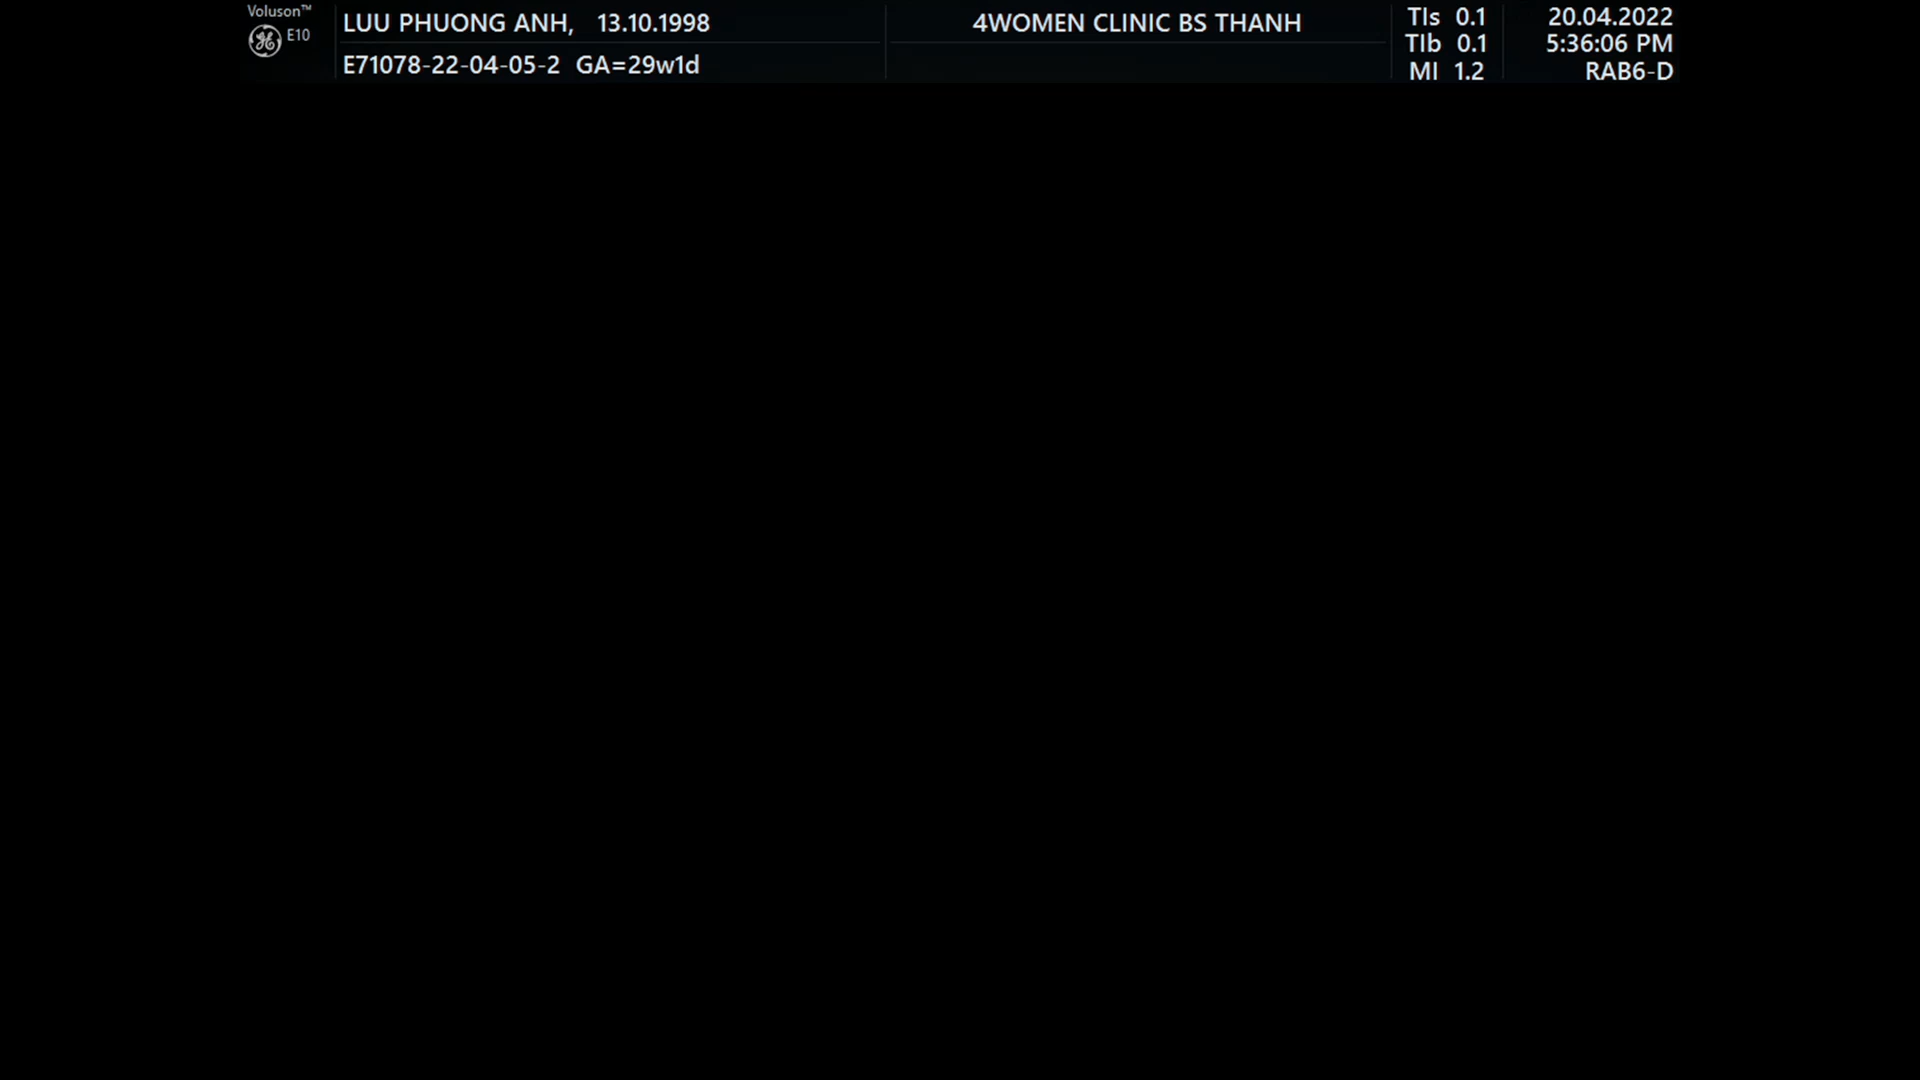 Voluson™
E10
LUU PHUONG ANH, 13.10.1998
E71078-22-04-05-2 GA=29w1d
4WOMEN CLINIC BS THANH
TIs 0.1
TIb 0.1
MI 1.2
20.04.2022
5:36:06 PM
RAB6-D